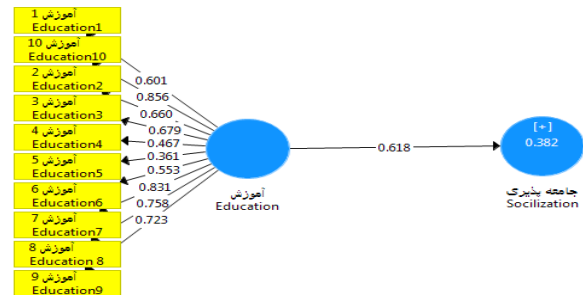 آموزش 1
Education1
آموزش 10
Education10
آموزش 2
Education2
آموزش 3
Education3
آموزش 4
Education4
آموزش 5
Education5
آموزش 6
Education6
آموزش 7
Education7
آموزش 8
Education 8
آموزش 9
Education9
0.601
0.856
0.660
0.679
0.467
0.361
0.553
0.831
0.758
0.723
آموزش
Education
0.618
[+]
0.382
جامعه پذیری
Socilization